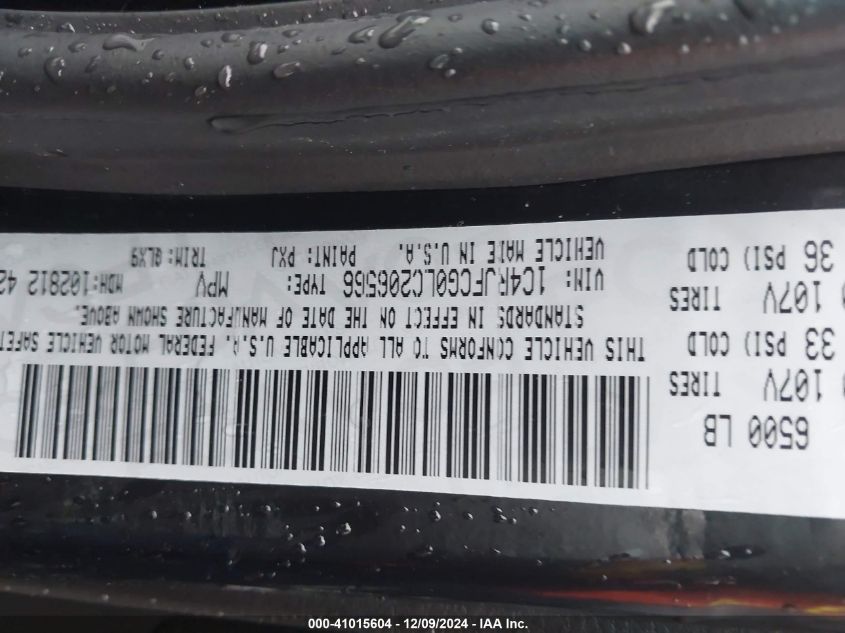 6500 LB
107V TIRES
33 PSI) COLD
107V TIRES
36 PSI) COLD
THIS VEHICLE CONFORMS TO ALL APPLICABLE U.S.A. FEDERAL MOTOR VEHICLE SAFET
STANDARDS IN EFFECT ON THE DATE OF MANUFACTURE SHOWN ABOVE.
VIN: 1C4RJFCG0LC206566 TYPE: MPV MDH:102812 42
VEHICLE MADE IN U.S.A. PAINT: PXJ TRIM: QLX9
000-41015604 - 12/09/2024 - IAA Inc.